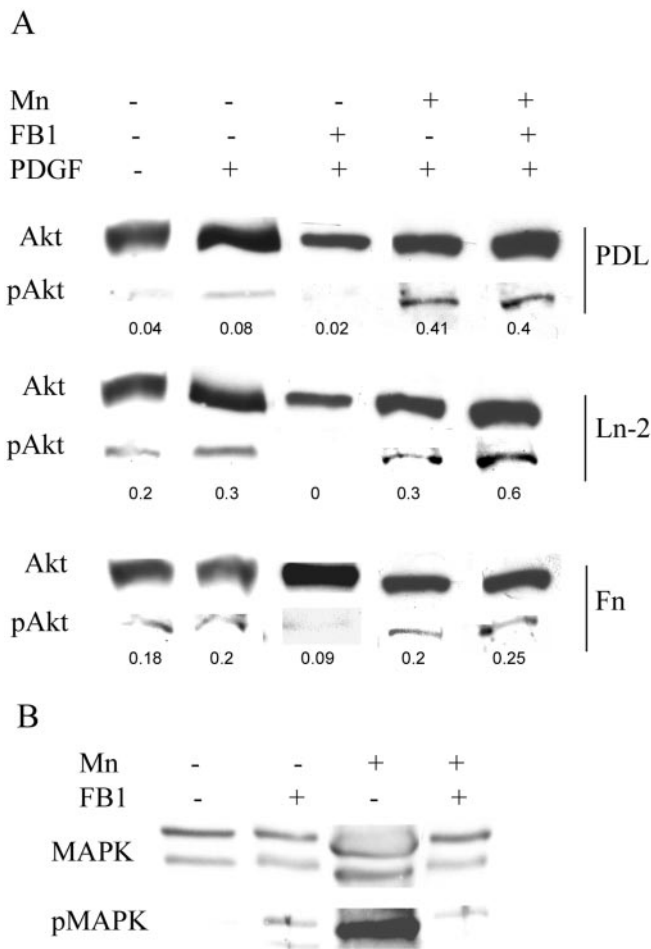 A
Mn - - - + +
FB1 - - + - +
PDGF - + + + +
Akt
PDL
pAkt
0.04 0.08 0.02 0.41 0.4
Akt
Ln-2
pAkt
0.2 0.3 0 0.3 0.6
Akt
Fn
pAkt
0.18 0.2 0.09 0.2 0.25
B
Mn - - + +
FB1 - + - +
MAPK
pMAPK